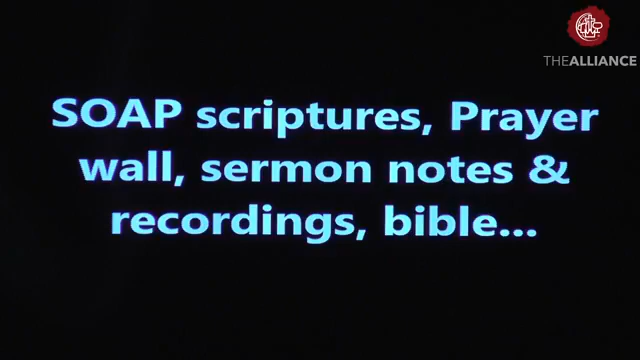 THEALLIANCE
SOAP scriptures, Prayer
wall, sermon notes &
recordings, bible...